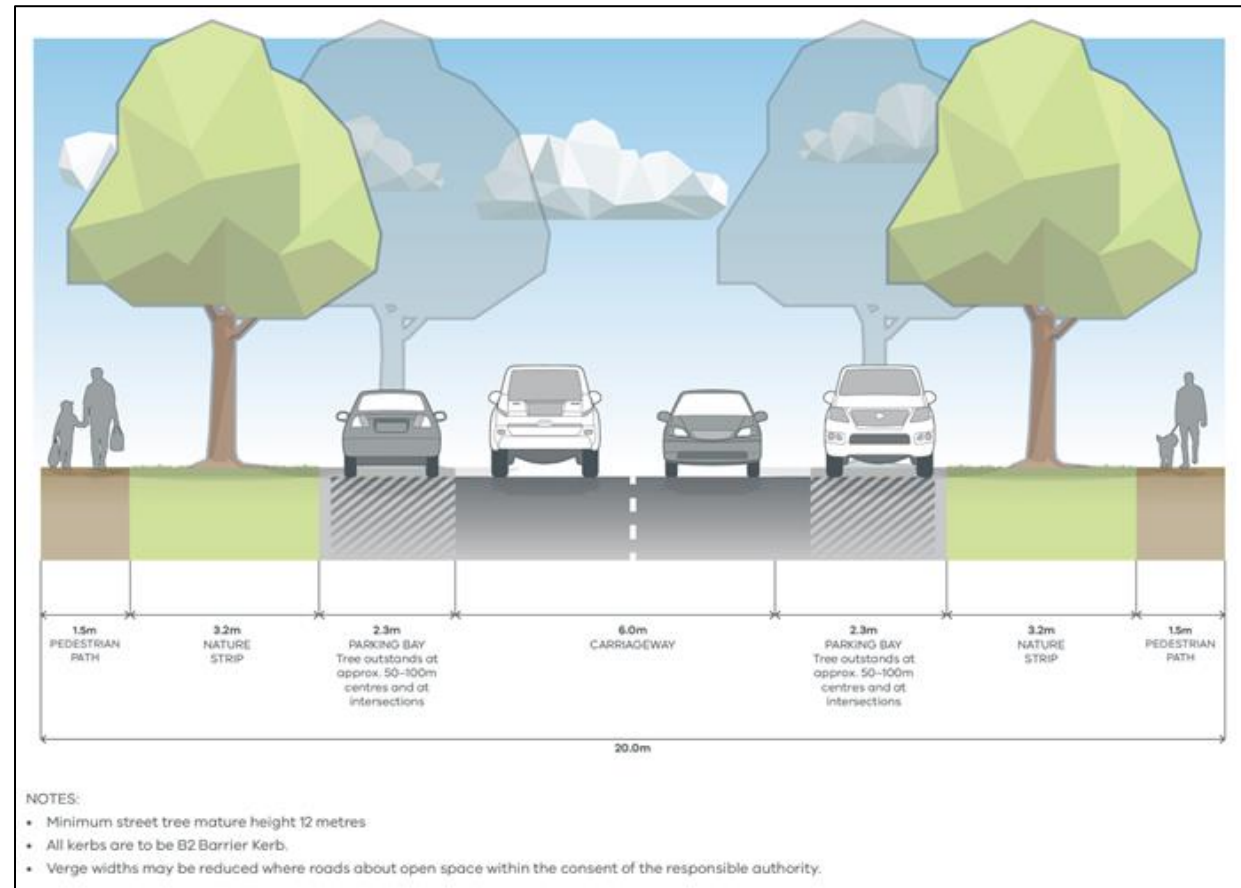 1.5m
PEDESTRIAN
PATH
3.2m
NATURE
STRIP
2.3m
PARKING BAY
Tree outstands at
approx. 50–100m
centres and at
intersections
6.0m
CARRIAGEWAY
2.3m
PARKING BAY
Tree outstands at
approx. 50–100m
centres and at
intersections
3.2m
NATURE
STRIP
1.5m
PEDESTRIAN
PATH
20.0m
NOTES:
• Minimum street tree mature height 12 metres
• All kerbs are to be B2 Barrier Kerb.
• Verge widths may be reduced where roads about open space within the consent of the responsible authority.